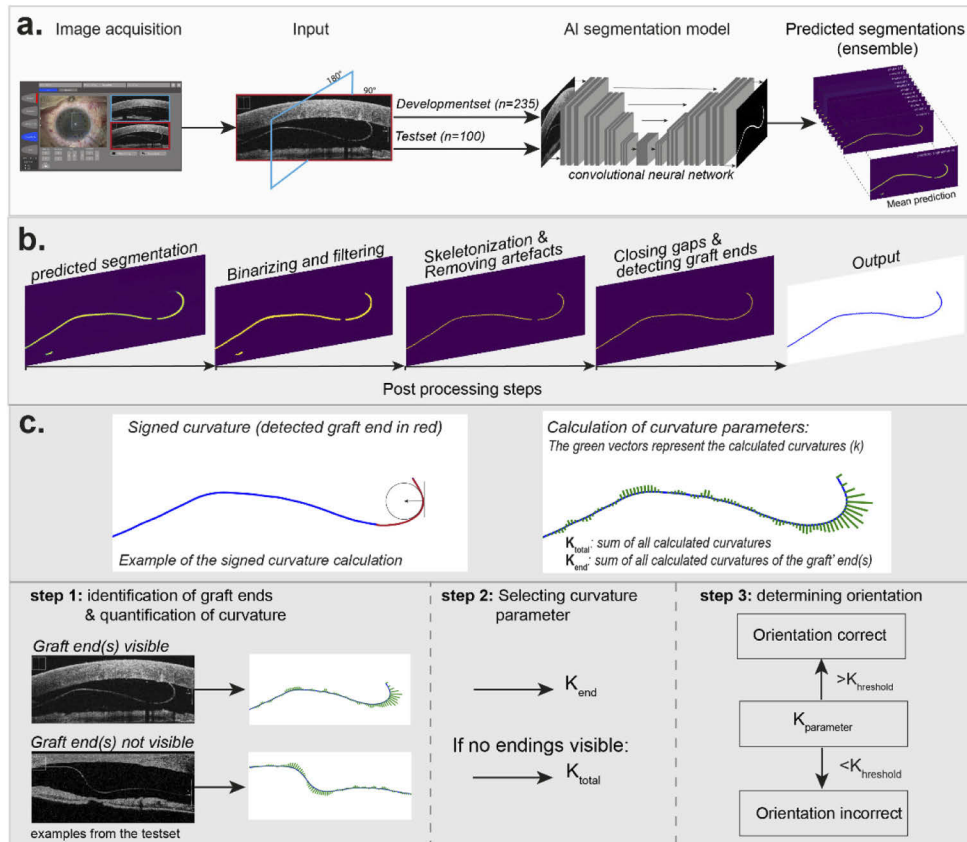 a.
Image acquisition
Input
AI segmentation model
Predicted segmentations
(ensemble)
180°
90°
Developmentset (n=235)
Testset (n=100)
convolutional neural network
Mean prediction
b.
predicted segmentation
Binarizing and filtering
Skeletonization &
Removing artefacts
Closing gaps &
detecting graft ends
Output
Post processing steps
c.
Signed curvature (detected graft end in red)
Example of the signed curvature calculation
Calculation of curvature parameters:
The green vectors represent the calculated curvatures (k)
Ktotal: sum of all calculated curvatures
Kend: sum of all calculated curvatures of the graft' end(s)
step 1: identification of graft ends
& quantification of curvature
Graft end(s) visible
Graft end(s) not visible
examples from the testset
step 2: Selecting curvature
parameter
Kend
If no endings visible:
Ktotal
step 3: determining orientation
Orientation correct
>Khreshold
Kparameter
<Khreshold
Orientation incorrect